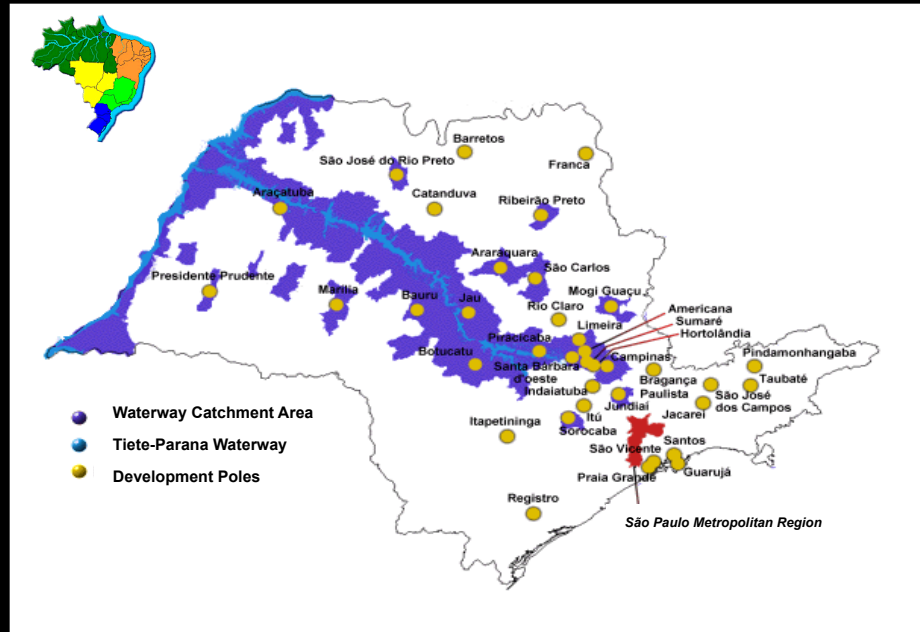 Barretos
São José do Rio Preto
Franca
Araçatuba
Catanduva
Ribeirão Preto
Araraquara
São Carlos
Presidente Prudente
Marília
Bauru
Jau
Mogi Guaçu
Rio Claro
Americana
Sumaré
Hortolândia
Limeira
Piracicaba
Botucatu
Santa Bárbara
d'oeste
Campinas
Pindamonhangaba
Bragança
Paulista
Taubaté
Indaiatuba
Jundiaí
São José
dos Campos
Jacareí
Itú
Sorocaba
Itapetininga
São Vicente
Santos
Praia Grande
Guarujá
Registro
São Paulo Metropolitan Region
Waterway Catchment Area
Tiete-Parana Waterway
Development Poles